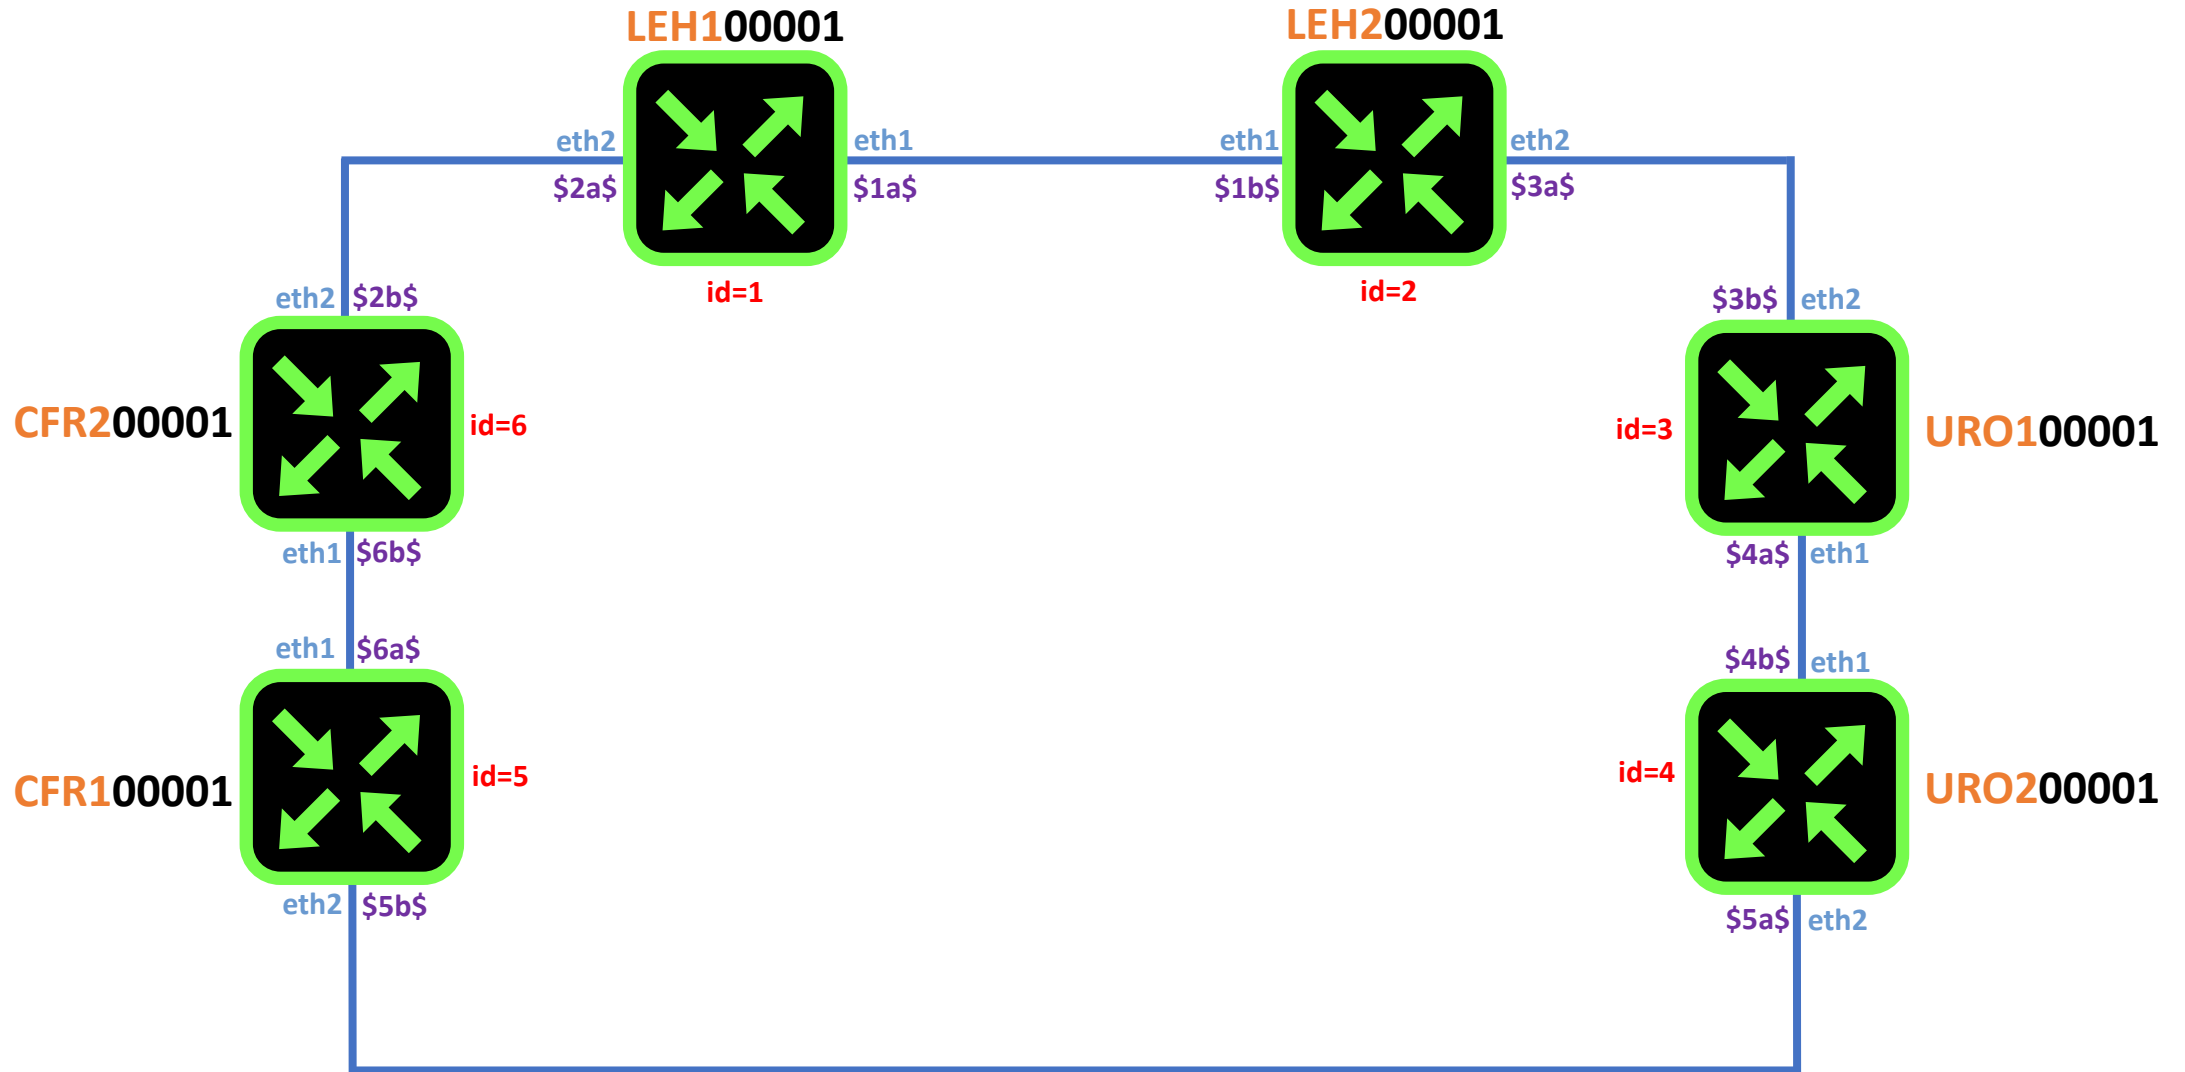 LEH100001
LEH200001
eth2
eth1
eth1
eth2
$2a$
$1a$
$1b$
$3a$
id=1
id=2
eth2 $2b$
$3b$ eth2
CFR200001
id=6
id=3
URO100001
eth1 $6b$
$4a$ eth1
eth1 $6a$
$4b$ eth1
CFR100001
id=5
id=4
URO200001
eth2 $5b$
$5a$ eth2